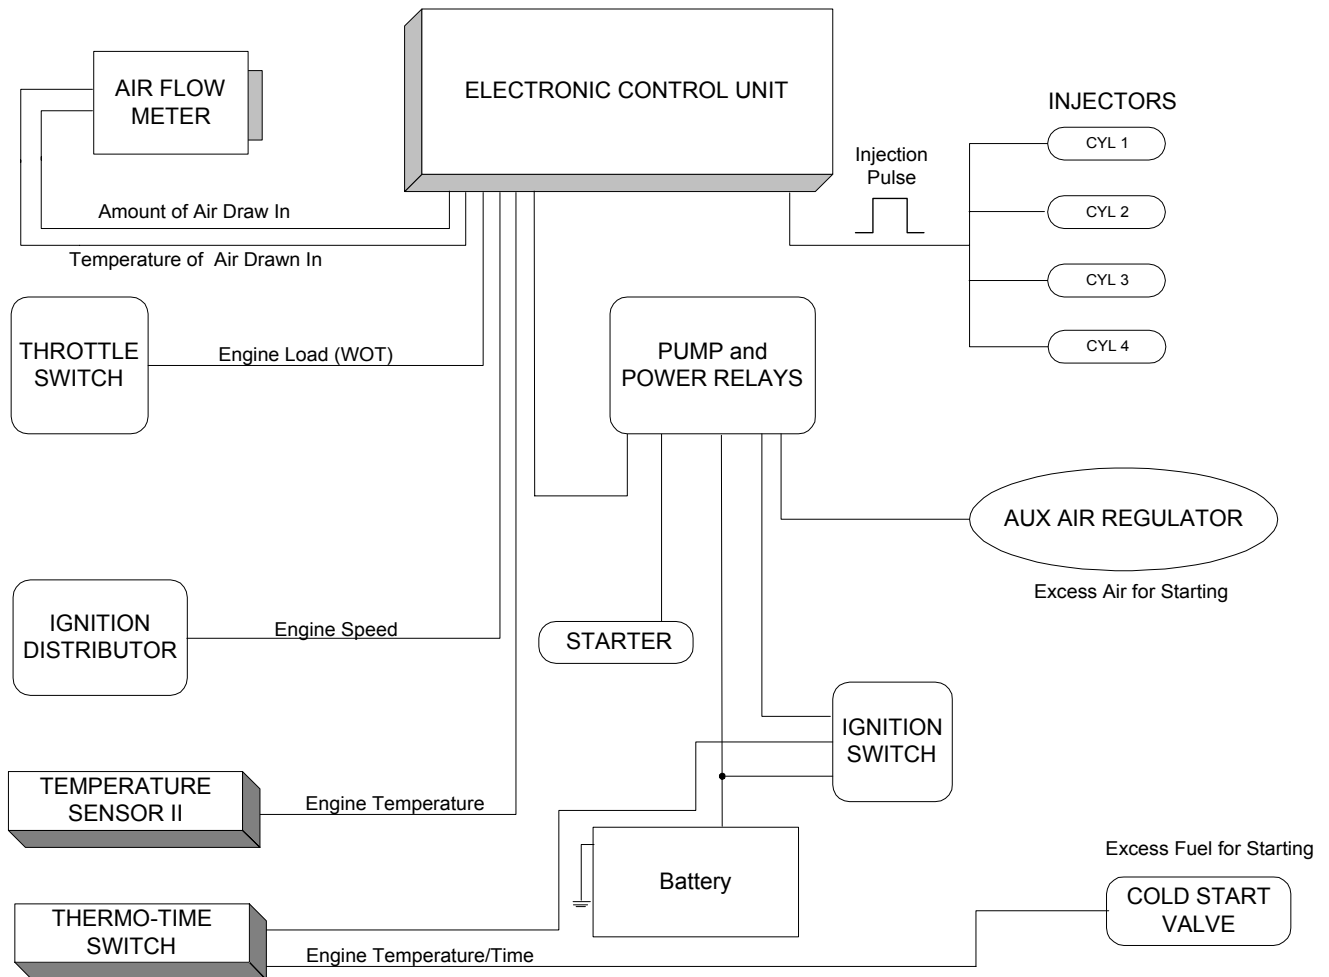 ELECTRONIC CONTROL UNIT
AIR FLOW
METER
INJECTORS
CYL 1
Injection
Pulse
CYL 2
Amount of Air Draw In
Temperature of Air Drawn In
CYL 3
CYL 4
THROTTLE
SWITCH
Engine Load (WOT)
PUMP and
POWER RELAYS
AUX AIR REGULATOR
Excess Air for Starting
IGNITION
DISTRIBUTOR
Engine Speed
STARTER
IGNITION
SWITCH
TEMPERATURE
SENSOR II
Engine Temperature
Battery
Excess Fuel for Starting
COLD START
VALVE
THERMO-TIME
SWITCH
Engine Temperature/Time